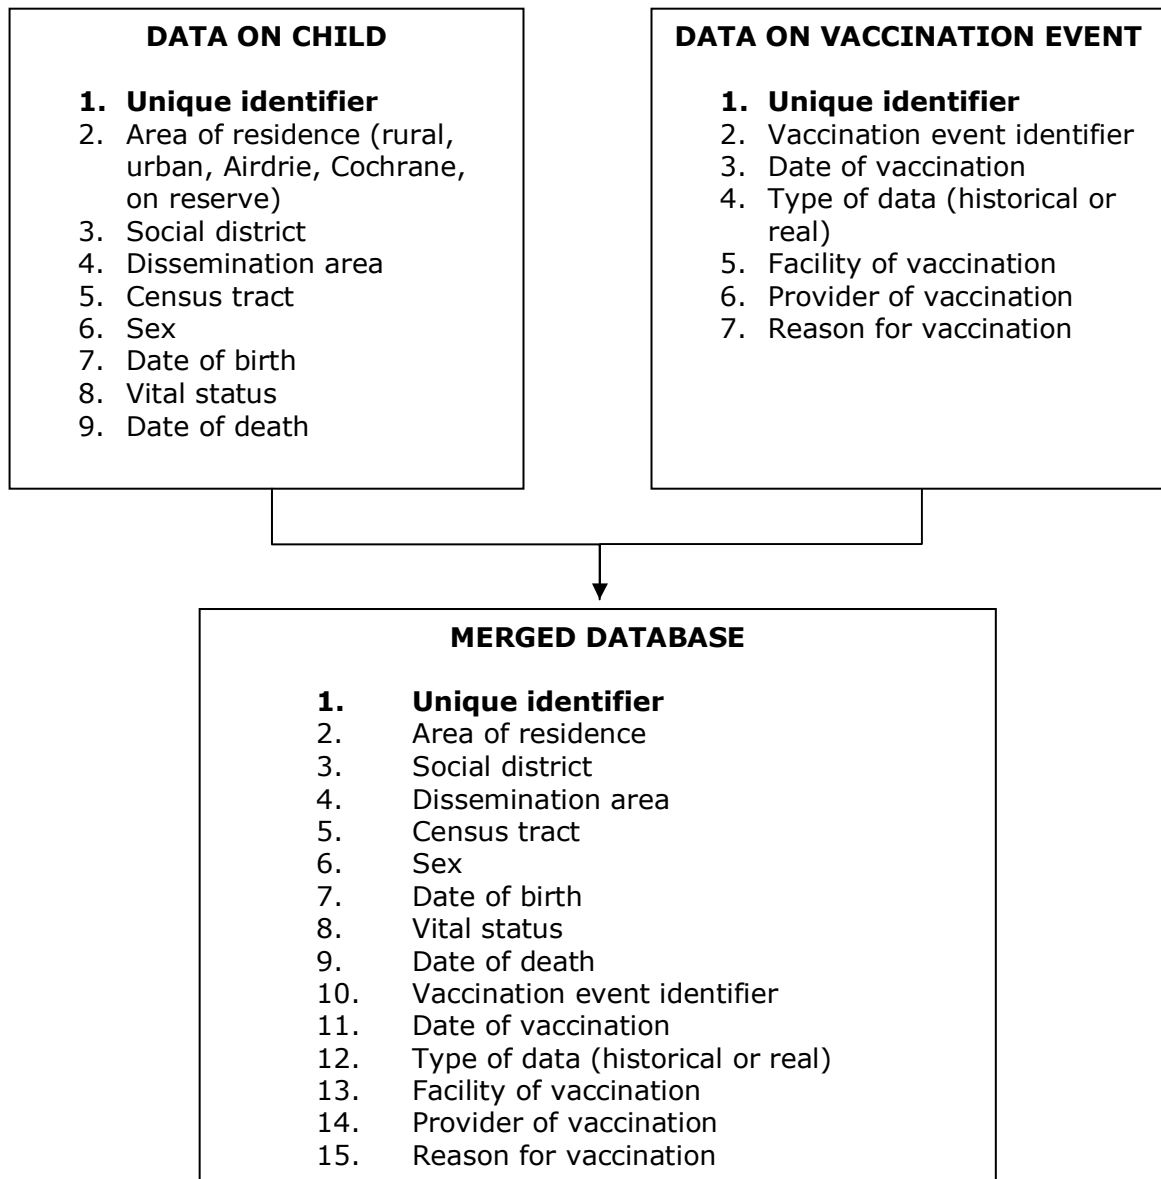 DATA ON CHILD
1. Unique identifier
2. Area of residence (rural,
urban, Airdrie, Cochrane,
on reserve)
3. Social district
4. Dissemination area
5. Census tract
6. Sex
7. Date of birth
8. Vital status
9. Date of death
DATA ON VACCINATION EVENT
1. Unique identifier
2. Vaccination event identifier
3. Date of vaccination
4. Type of data (historical or
real)
5. Facility of vaccination
6. Provider of vaccination
7. Reason for vaccination
MERGED DATABASE
1. Unique identifier
2. Area of residence
3. Social district
4. Dissemination area
5. Census tract
6. Sex
7. Date of birth
8. Vital status
9. Date of death
10. Vaccination event identifier
11. Date of vaccination
12. Type of data (historical or real)
13. Facility of vaccination
14. Provider of vaccination
15. Reason for vaccination